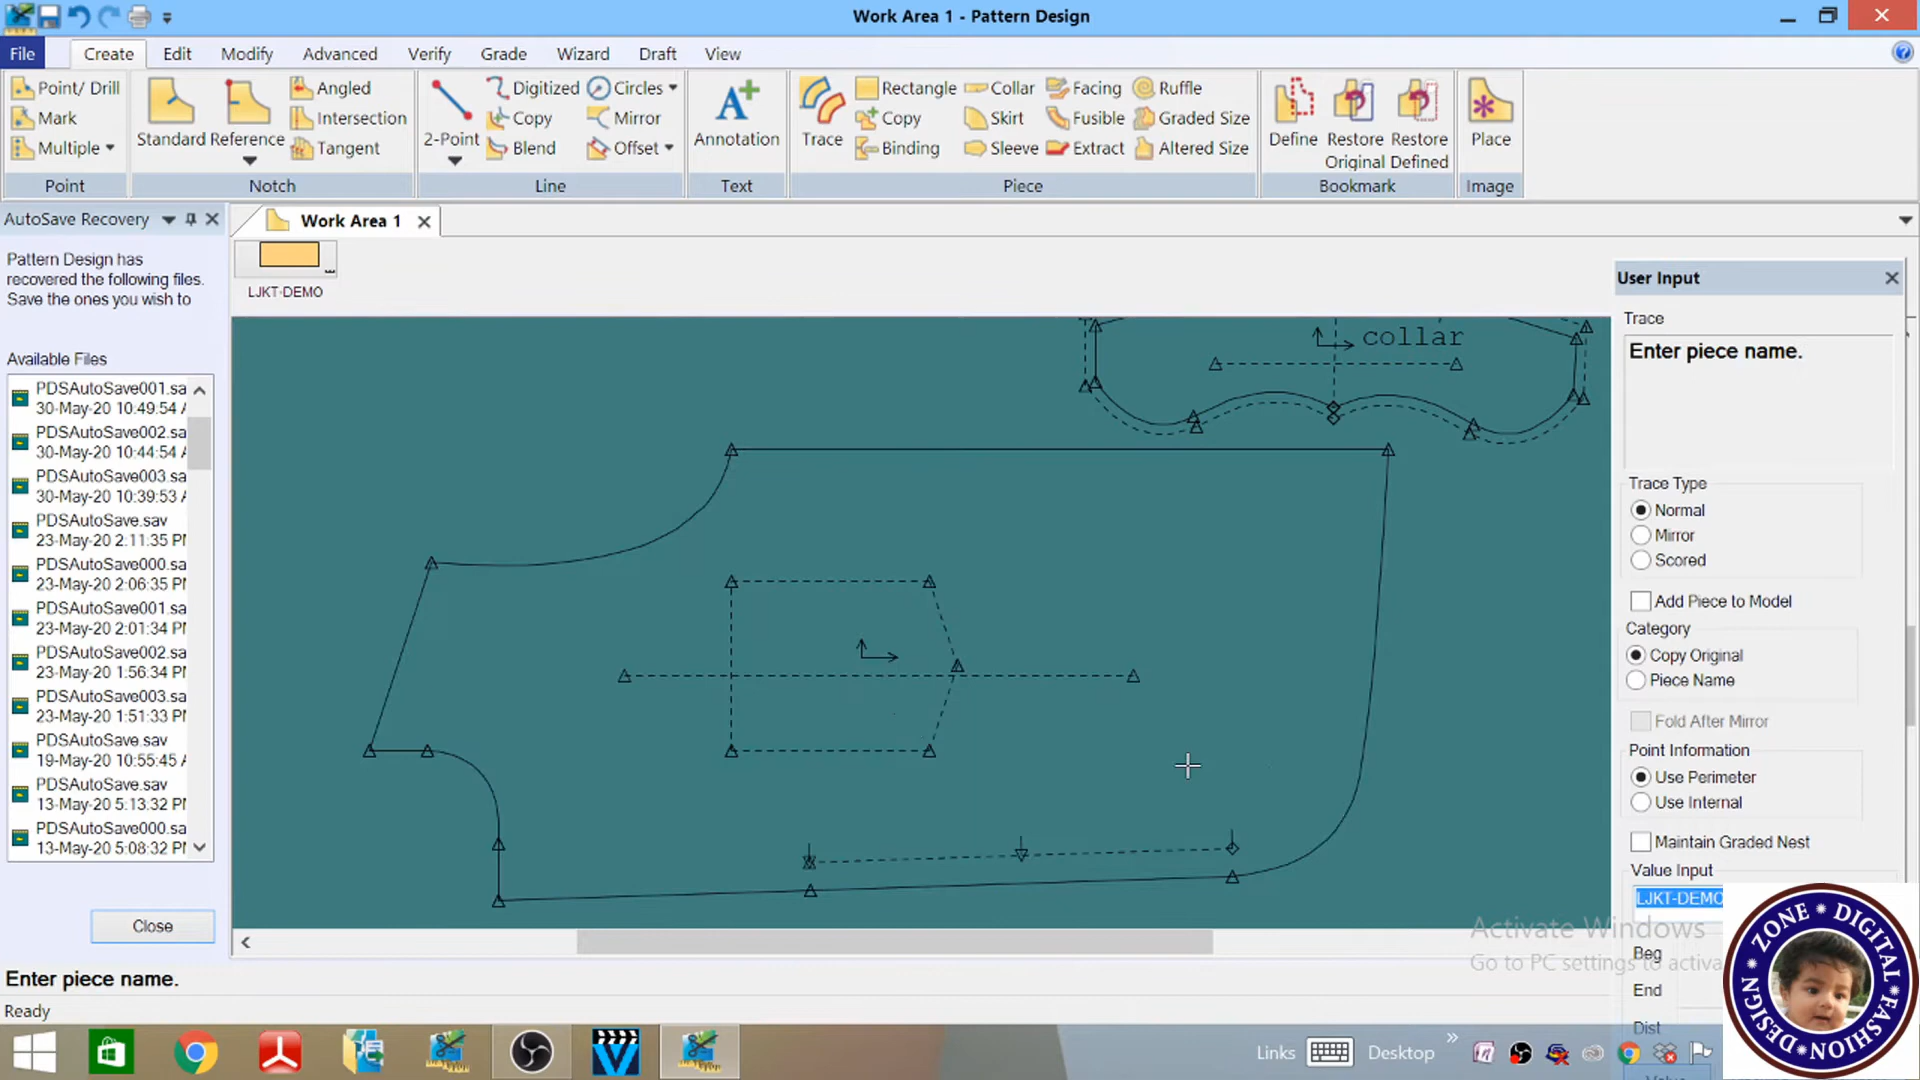 Work Area 1 - Pattern Design
File Create Edit Modify Advanced Verify Grade Wizard Draft View
Point/ Drill
Mark
Multiple
Point
Standard
Reference
Angled
Intersection
Tangent
Notch
2-Point
Digitized
Copy
Blend
Circles
Mirror
Offset
Line
Annotation
Text
Trace
Rectangle
Copy
Binding
Collar
Skirt
Sleeve
Facing
Fusible
Extract
Ruffle
Graded Size
Altered Size
Piece
Define
Restore
Original
Restore
Defined
Bookmark
Place
Image
AutoSave Recovery
Work Area 1
Pattern Design has
recovered the following files.
Save the ones you wish to
LJKT-DEMO
Available Files
PDSAutoSave001.sa
30-May-20 10:49:54 A
PDSAutoSave002.sa
30-May-20 10:44:54 A
PDSAutoSave003.sa
30-May-20 10:39:53 A
PDSAutoSave.sav
23-May-20 2:11:35 PM
PDSAutoSave000.sa
23-May-20 2:06:35 PM
PDSAutoSave001.sa
23-May-20 2:01:34 PM
PDSAutoSave002.sa
23-May-20 1:56:34 PM
PDSAutoSave003.sa
23-May-20 1:51:33 PM
PDSAutoSave.sav
19-May-20 10:55:45 A
PDSAutoSave.sav
13-May-20 5:13:32 PM
PDSAutoSave000.sa
13-May-20 5:08:32 PM
Close
collar
User Input
Trace
Enter piece name.
Trace Type
Normal
Mirror
Scored
Add Piece to Model
Category
Copy Original
Piece Name
Fold After Mirror
Point Information
Use Perimeter
Use Internal
Maintain Graded Nest
Value Input
LJKT-DEMO
Beg
End
Dist
Activate Windows
Go to PC settings to activa
Enter piece name.
Ready
Links
Desktop
ZONE * DIGITAL * FASHION * DESIGN *